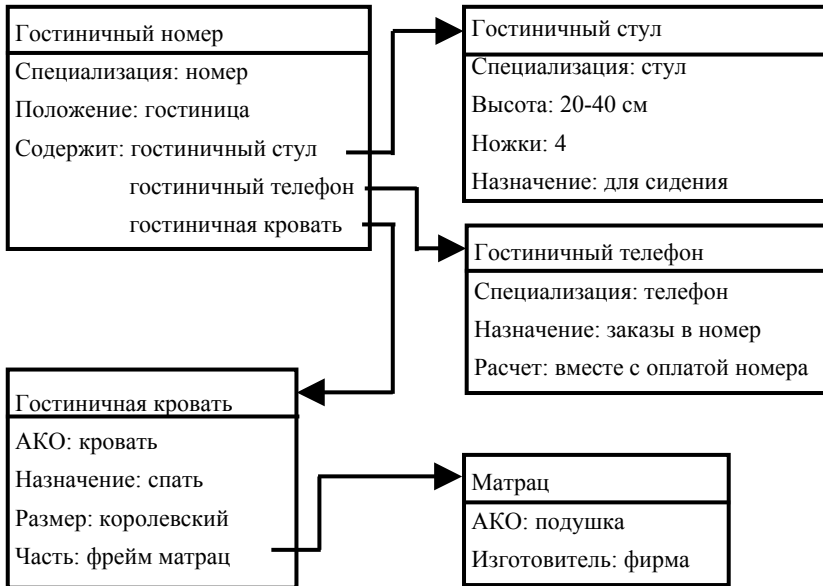 Гостиничный номер
Специализация: номер
Положение: гостиница
Содержит: гостиничный стул
гостиничный телефон
гостиничная кровать
Гостиничный стул
Специализация: стул
Высота: 20-40 см
Ножки: 4
Назначение: для сидения
Гостиничный телефон
Специализация: телефон
Назначение: заказы в номер
Расчет: вместе с оплатой номера
Гостиничная кровать
АКО: кровать
Назначение: спать
Размер: королевский
Часть: фрейм матрац
Матрац
АКО: подушка
Изготовитель: фирма